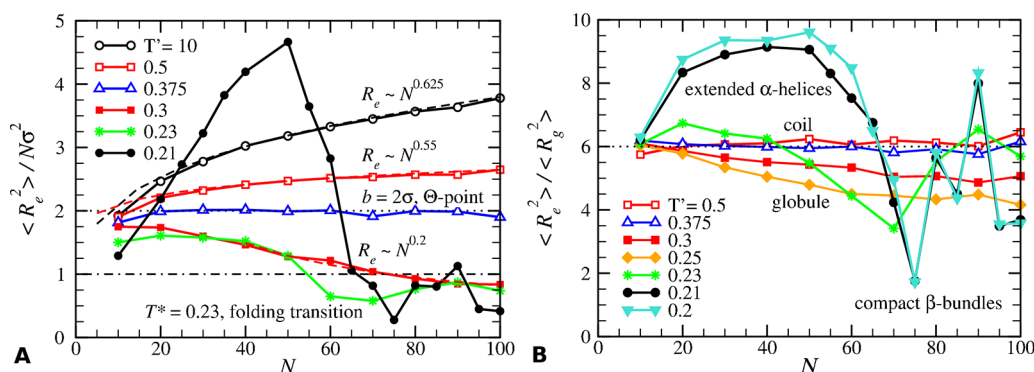 A
<R_e^2> / Nσ^2
5
4
3
2
1
0
0 20 40 60 80 100
N
T'= 10
0.5
0.375
0.3
0.23
0.21
R_e ~ N^0.625
R_e ~ N^0.55
b = 2σ, Θ-point
R_e ~ N^0.2
T* = 0.23, folding transition
B
<R_e^2> / <R_g^2>
10
8
6
4
2
0
0 20 40 60 80 100
N
extended α-helices
coil
globule
compact β-bundles
T'= 0.5
0.375
0.3
0.25
0.23
0.21
0.2